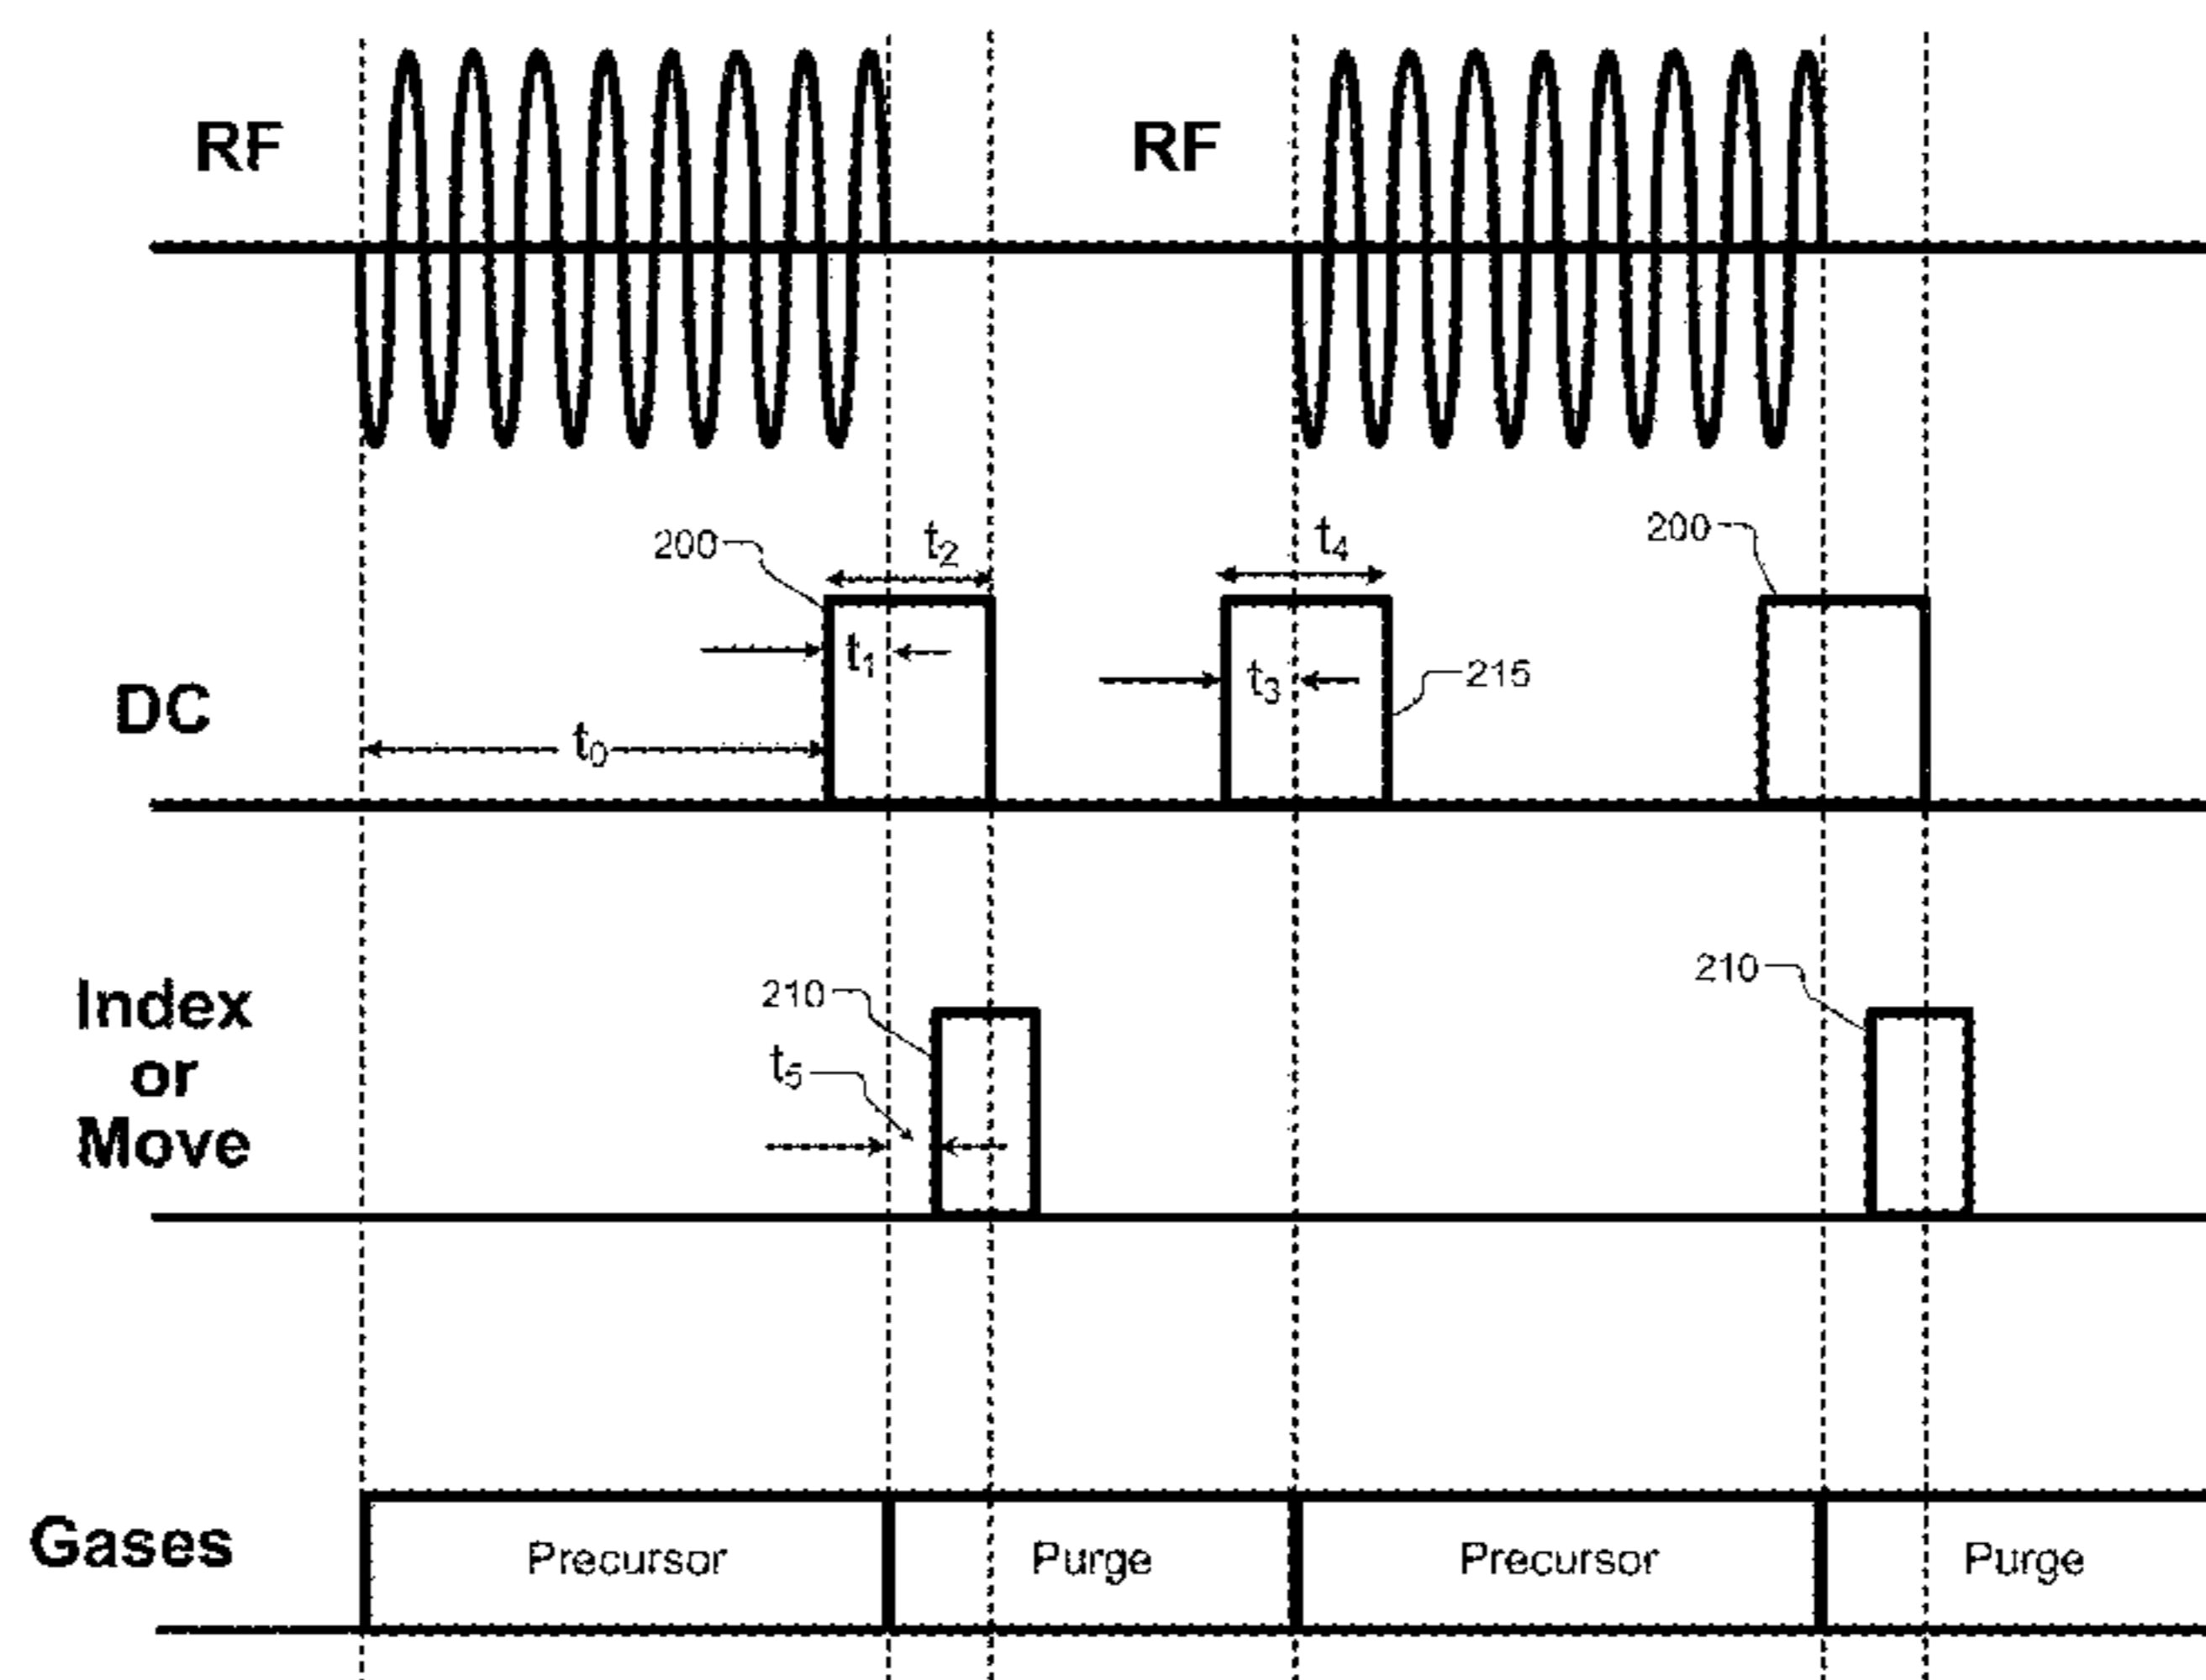 RF
RF
200
t2
t4
200
t1
t3
215
DC
t0
210
210
Index
or
Move
t5
Gases
Precursor
Purge
Precursor
Purge